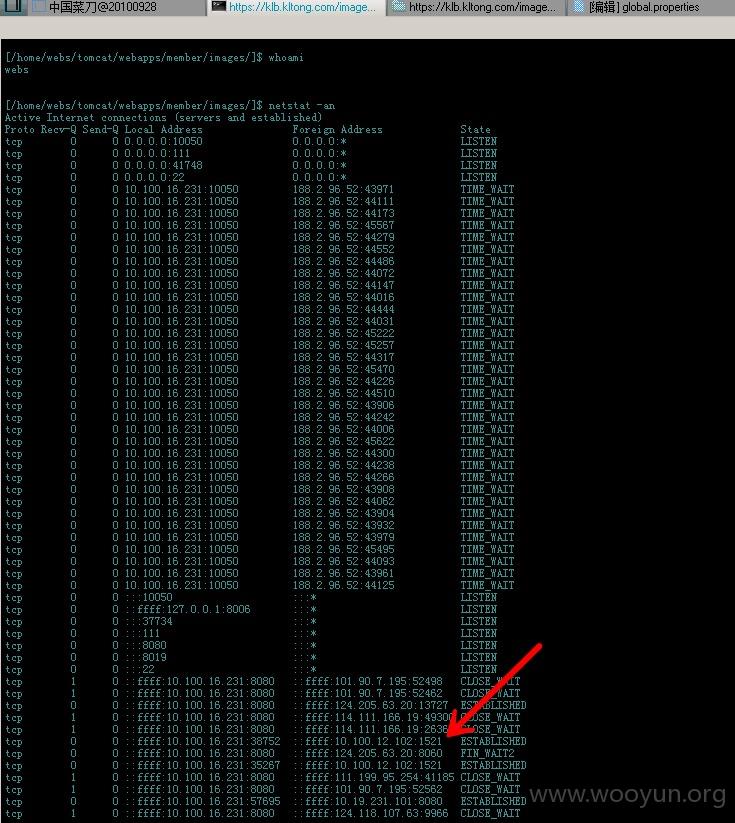 中国菜刀@20100928 https://klb.kltong.com/image... https://klb.kltong.com/image... [编辑] global.properties
[/home/webs/tomcat/webapps/member/images/]$ whoami
webs
[/home/webs/tomcat/webapps/member/images/]$ netstat -an
Active Internet connections (servers and established)
Proto Recv-Q Send-Q Local Address Foreign Address State
tcp 0 0 0.0.0.0:10050 0.0.0.0:* LISTEN
tcp 0 0 0.0.0.0:111 0.0.0.0:* LISTEN
tcp 0 0 0.0.0.0:41748 0.0.0.0:* LISTEN
tcp 0 0 0.0.0.0:22 0.0.0.0:* LISTEN
tcp 0 0 10.100.16.231:10050 188.2.96.52:43971 TIME_WAIT
tcp 0 0 10.100.16.231:10050 188.2.96.52:44111 TIME_WAIT
tcp 0 0 10.100.16.231:10050 188.2.96.52:44173 TIME_WAIT
tcp 0 0 10.100.16.231:10050 188.2.96.52:45567 TIME_WAIT
tcp 0 0 10.100.16.231:10050 188.2.96.52:44279 TIME_WAIT
tcp 0 0 10.100.16.231:10050 188.2.96.52:44552 TIME_WAIT
tcp 0 0 10.100.16.231:10050 188.2.96.52:44486 TIME_WAIT
tcp 0 0 10.100.16.231:10050 188.2.96.52:44072 TIME_WAIT
tcp 0 0 10.100.16.231:10050 188.2.96.52:44147 TIME_WAIT
tcp 0 0 10.100.16.231:10050 188.2.96.52:44016 TIME_WAIT
tcp 0 0 10.100.16.231:10050 188.2.96.52:44444 TIME_WAIT
tcp 0 0 10.100.16.231:10050 188.2.96.52:44031 TIME_WAIT
tcp 0 0 10.100.16.231:10050 188.2.96.52:45222 TIME_WAIT
tcp 0 0 10.100.16.231:10050 188.2.96.52:45257 TIME_WAIT
tcp 0 0 10.100.16.231:10050 188.2.96.52:44317 TIME_WAIT
tcp 0 0 10.100.16.231:10050 188.2.96.52:45470 TIME_WAIT
tcp 0 0 10.100.16.231:10050 188.2.96.52:44226 TIME_WAIT
tcp 0 0 10.100.16.231:10050 188.2.96.52:44510 TIME_WAIT
tcp 0 0 10.100.16.231:10050 188.2.96.52:43906 TIME_WAIT
tcp 0 0 10.100.16.231:10050 188.2.96.52:44242 TIME_WAIT
tcp 0 0 10.100.16.231:10050 188.2.96.52:44006 TIME_WAIT
tcp 0 0 10.100.16.231:10050 188.2.96.52:45622 TIME_WAIT
tcp 0 0 10.100.16.231:10050 188.2.96.52:44300 TIME_WAIT
tcp 0 0 10.100.16.231:10050 188.2.96.52:44238 TIME_WAIT
tcp 0 0 10.100.16.231:10050 188.2.96.52:44266 TIME_WAIT
tcp 0 0 10.100.16.231:10050 188.2.96.52:43908 TIME_WAIT
tcp 0 0 10.100.16.231:10050 188.2.96.52:44062 TIME_WAIT
tcp 0 0 10.100.16.231:10050 188.2.96.52:43904 TIME_WAIT
tcp 0 0 10.100.16.231:10050 188.2.96.52:43932 TIME_WAIT
tcp 0 0 10.100.16.231:10050 188.2.96.52:43979 TIME_WAIT
tcp 0 0 10.100.16.231:10050 188.2.96.52:45495 TIME_WAIT
tcp 0 0 10.100.16.231:10050 188.2.96.52:44093 TIME_WAIT
tcp 0 0 10.100.16.231:10050 188.2.96.52:43961 TIME_WAIT
tcp 0 0 10.100.16.231:10050 188.2.96.52:44125 TIME_WAIT
tcp 0 0 :::10050 :::* LISTEN
tcp 0 0 ::ffff:127.0.0.1:8006 :::* LISTEN
tcp 0 0 :::37734 :::* LISTEN
tcp 0 0 :::111 :::* LISTEN
tcp 0 0 :::8080 :::* LISTEN
tcp 0 0 :::8019 :::* LISTEN
tcp 0 0 :::22 :::* LISTEN
tcp 1 0 ::ffff:10.100.16.231:8080 ::ffff:101.90.7.195:52498 CLOSE_WAIT
tcp 1 0 ::ffff:10.100.16.231:8080 ::ffff:101.90.7.195:52462 CLOSE_WAIT
tcp 0 0 ::ffff:10.100.16.231:8080 ::ffff:124.205.63.20:13727 ESTABLISHED
tcp 1 0 ::ffff:10.100.16.231:8080 ::ffff:114.111.166.19:49300 CLOSE_WAIT
tcp 1 0 ::ffff:10.100.16.231:8080 ::ffff:114.111.166.19:2636 CLOSE_WAIT
tcp 0 0 ::ffff:10.100.16.231:38752 ::ffff:10.100.12.102:1521 ESTABLISHED
tcp 0 0 ::ffff:10.100.16.231:8080 ::ffff:124.205.63.20:8060 FIN_WAIT2
tcp 0 0 ::ffff:10.100.16.231:35267 ::ffff:10.100.12.102:1521 ESTABLISHED
tcp 1 0 ::ffff:10.100.16.231:8080 ::ffff:111.199.95.254:41185 CLOSE_WAIT
tcp 1 0 ::ffff:10.100.16.231:8080 ::ffff:101.90.7.195:52562 CLOSE_WAIT
tcp 0 0 ::ffff:10.100.16.231:57695 ::ffff:10.19.231.101:8080 ESTABLISHED
tcp 1 0 ::ffff:10.100.16.231:8080 ::ffff:124.118.107.63:9966 CLOSE_WAIT
www.wooyun.org